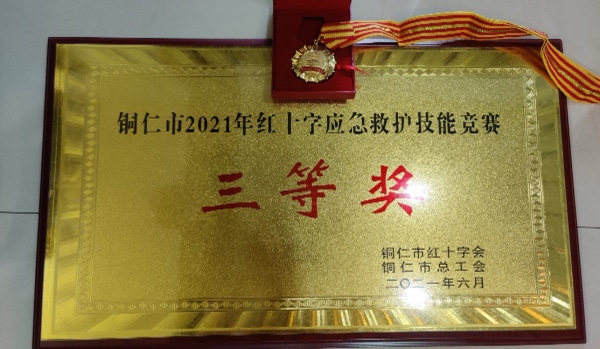 铜仁市2021年红十字应急救护技能竞赛
三等奖
铜仁市红十字会
铜仁市总工会
二〇二一年六月